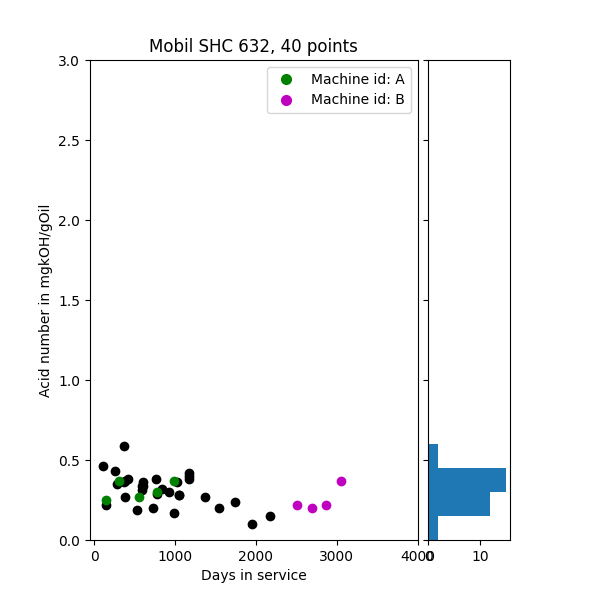 Mobil SHC 632, 40 points
Machine id: A
Machine id: B
Acid number in mgkOH/gOil
3.0
2.5
2.0
1.5
1.0
0.5
0.0
0 1000 2000 3000 4000
0 10
Days in service